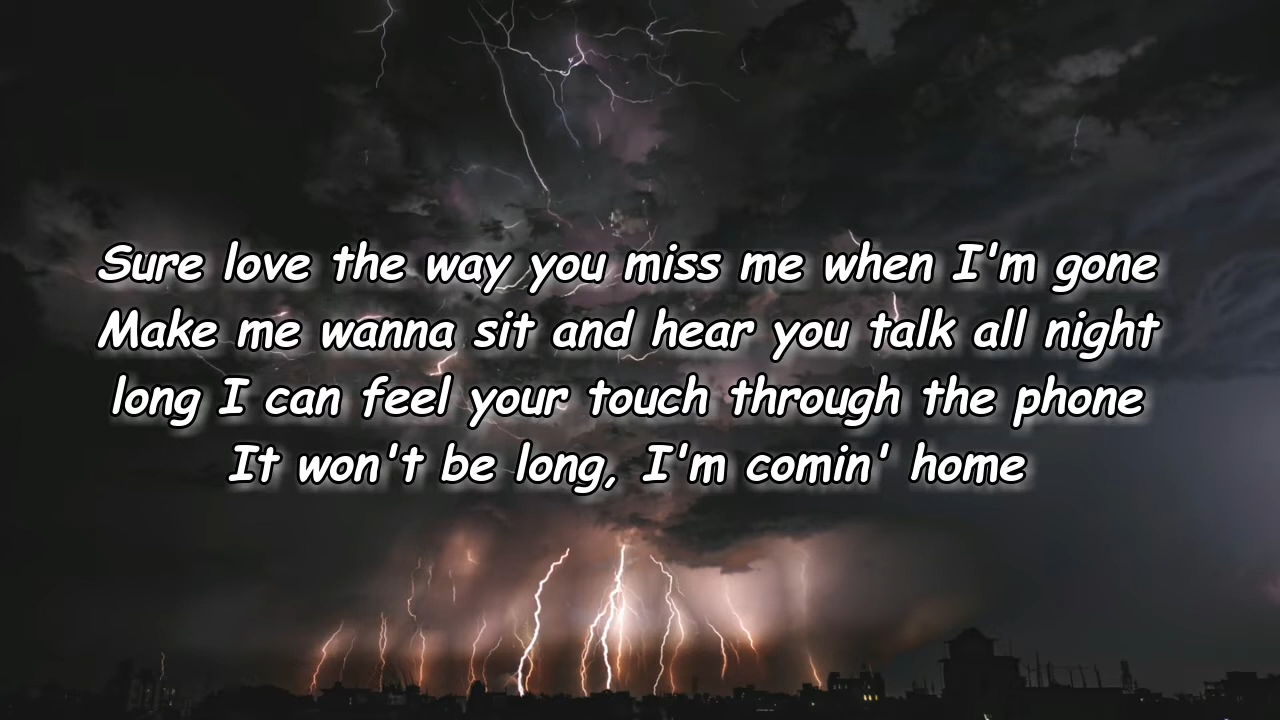 Sure love the way you miss me when I'm gone
Make me wanna sit and hear you talk all night
long I can feel your touch through the phone
It won't be long, I'm comin' home